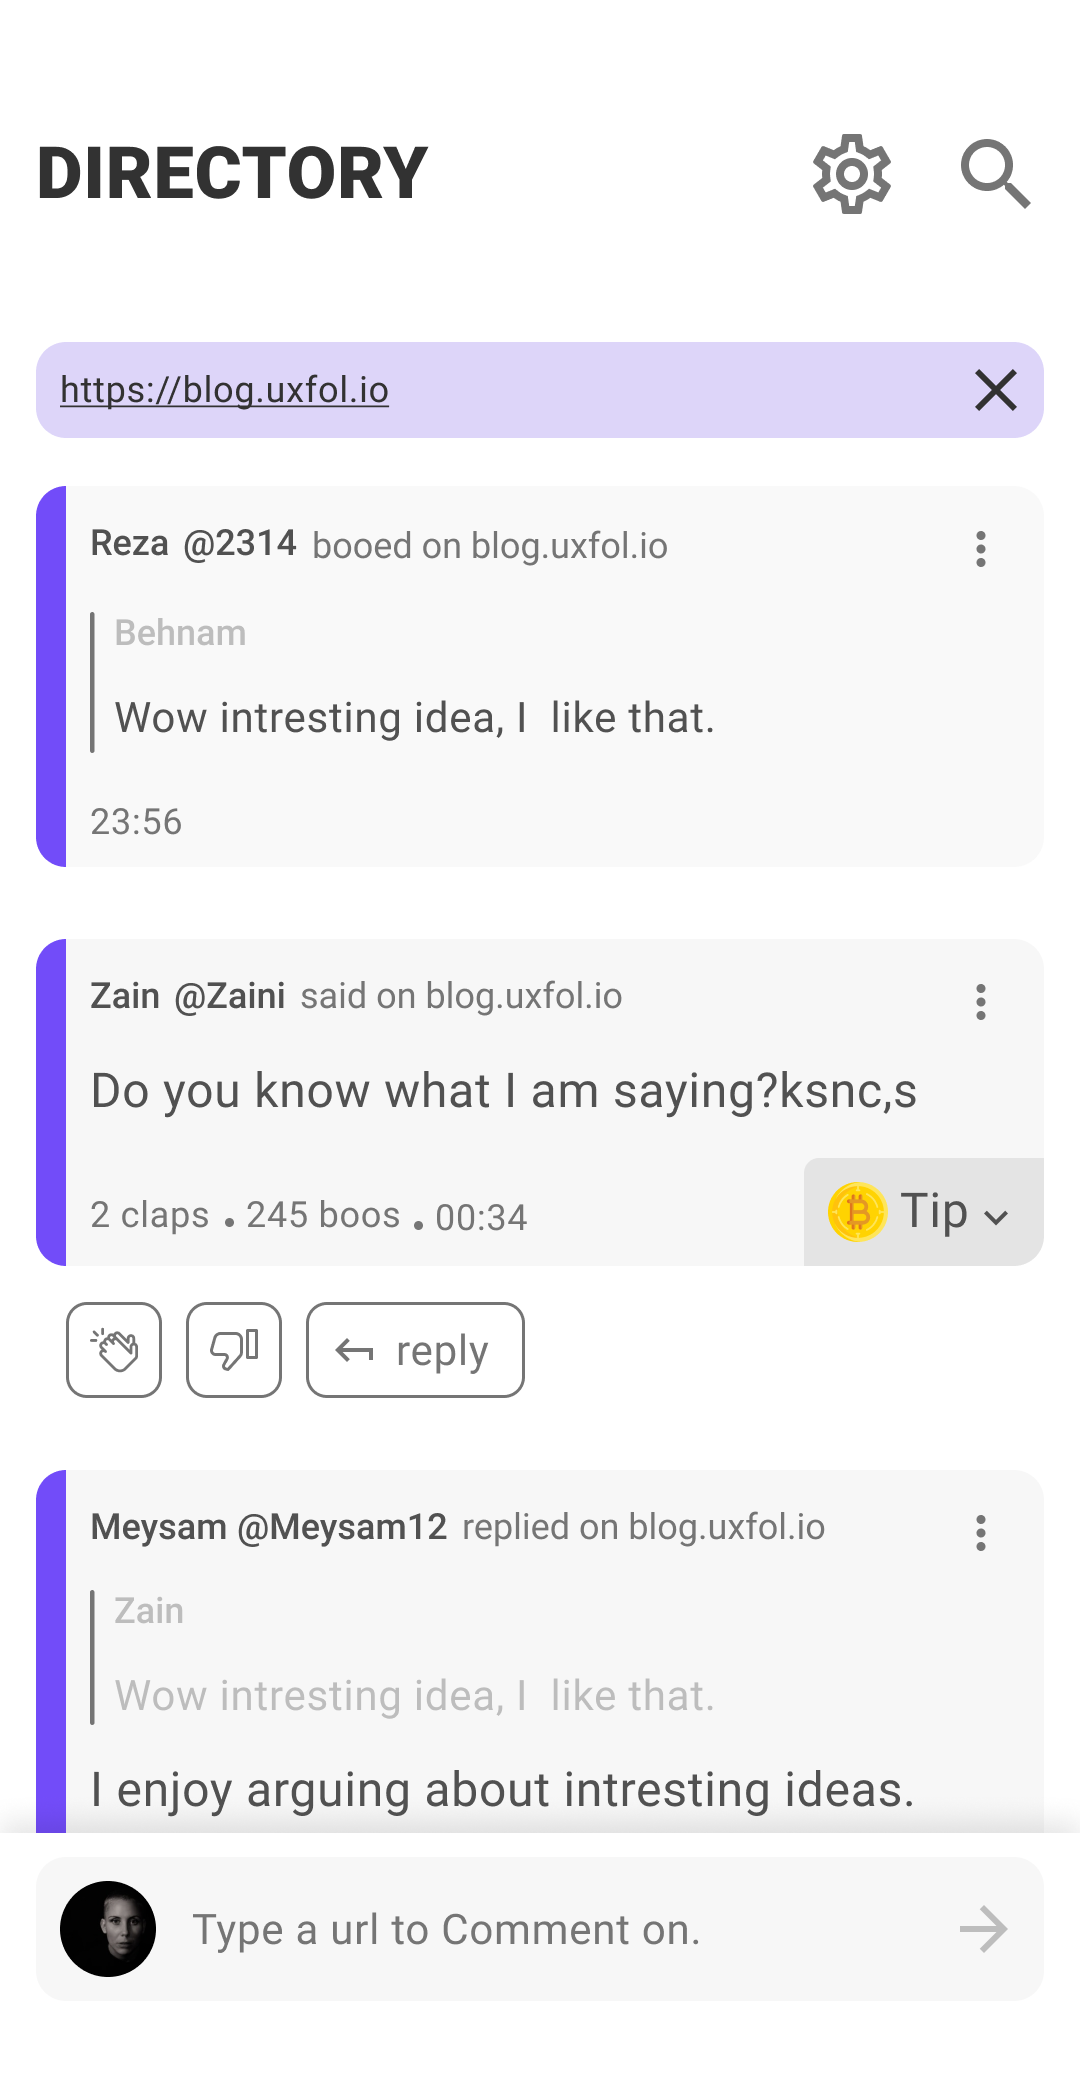 DIRECTORY
https://blog.uxfol.io
Reza @2314 booed on blog.uxfol.io
Behnam
Wow intresting idea, I  like that.
23:56
Zain @Zaini said on blog.uxfol.io
Do you know what I am saying?ksnc,s
2 claps • 245 boos • 00:34
Tip
reply
Meysam @Meysam12 replied on blog.uxfol.io
Zain
Wow intresting idea, I  like that.
I enjoy arguing about intresting ideas.
Type a url to Comment on.